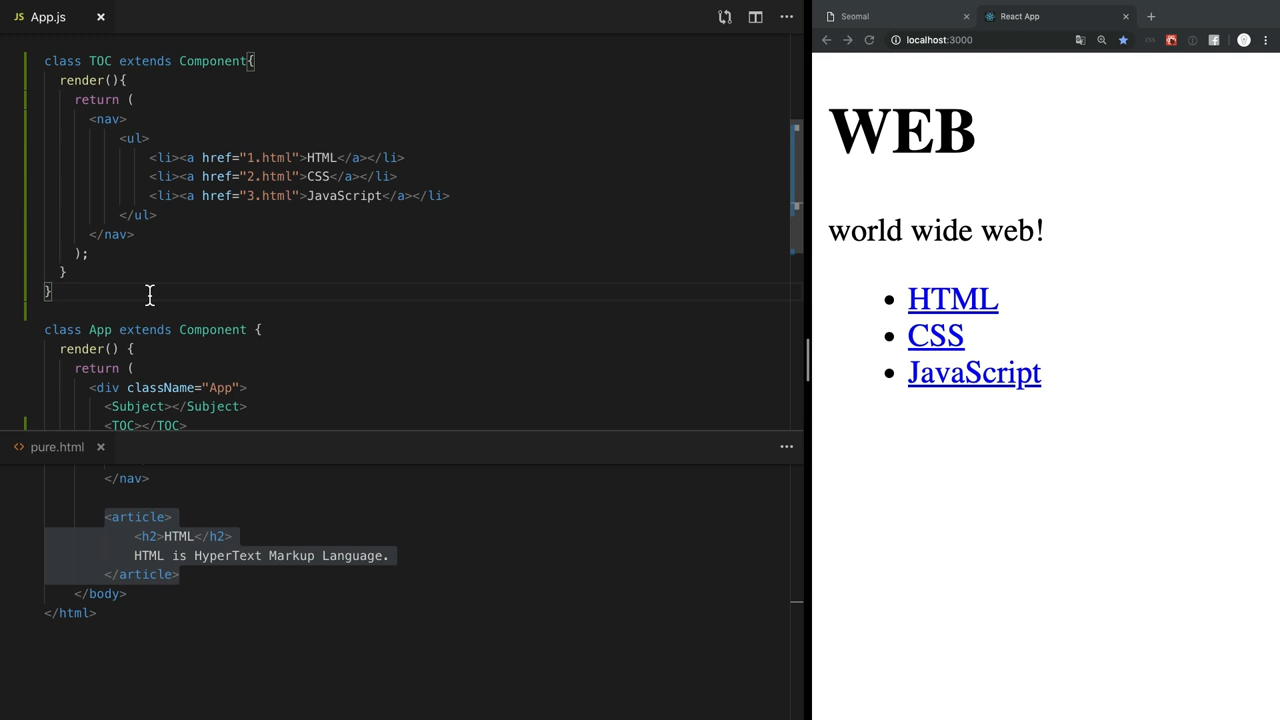 JS App.js
class TOC extends Component{
render(){
return (
<nav>
<ul>
<li><a href="1.html">HTML</a></li>
<li><a href="2.html">CSS</a></li>
<li><a href="3.html">JavaScript</a></li>
</ul>
</nav>
);
}
}
class App extends Component {
render() {
return (
<div className="App">
<Subject></Subject>
<TOC></TOC>
pure.html
</nav>
<article>
<h2>HTML</h2>
HTML is HyperText Markup Language.
</article>
</body>
</html>
Seomal
React App
localhost:3000
WEB
world wide web!
HTML
CSS
JavaScript